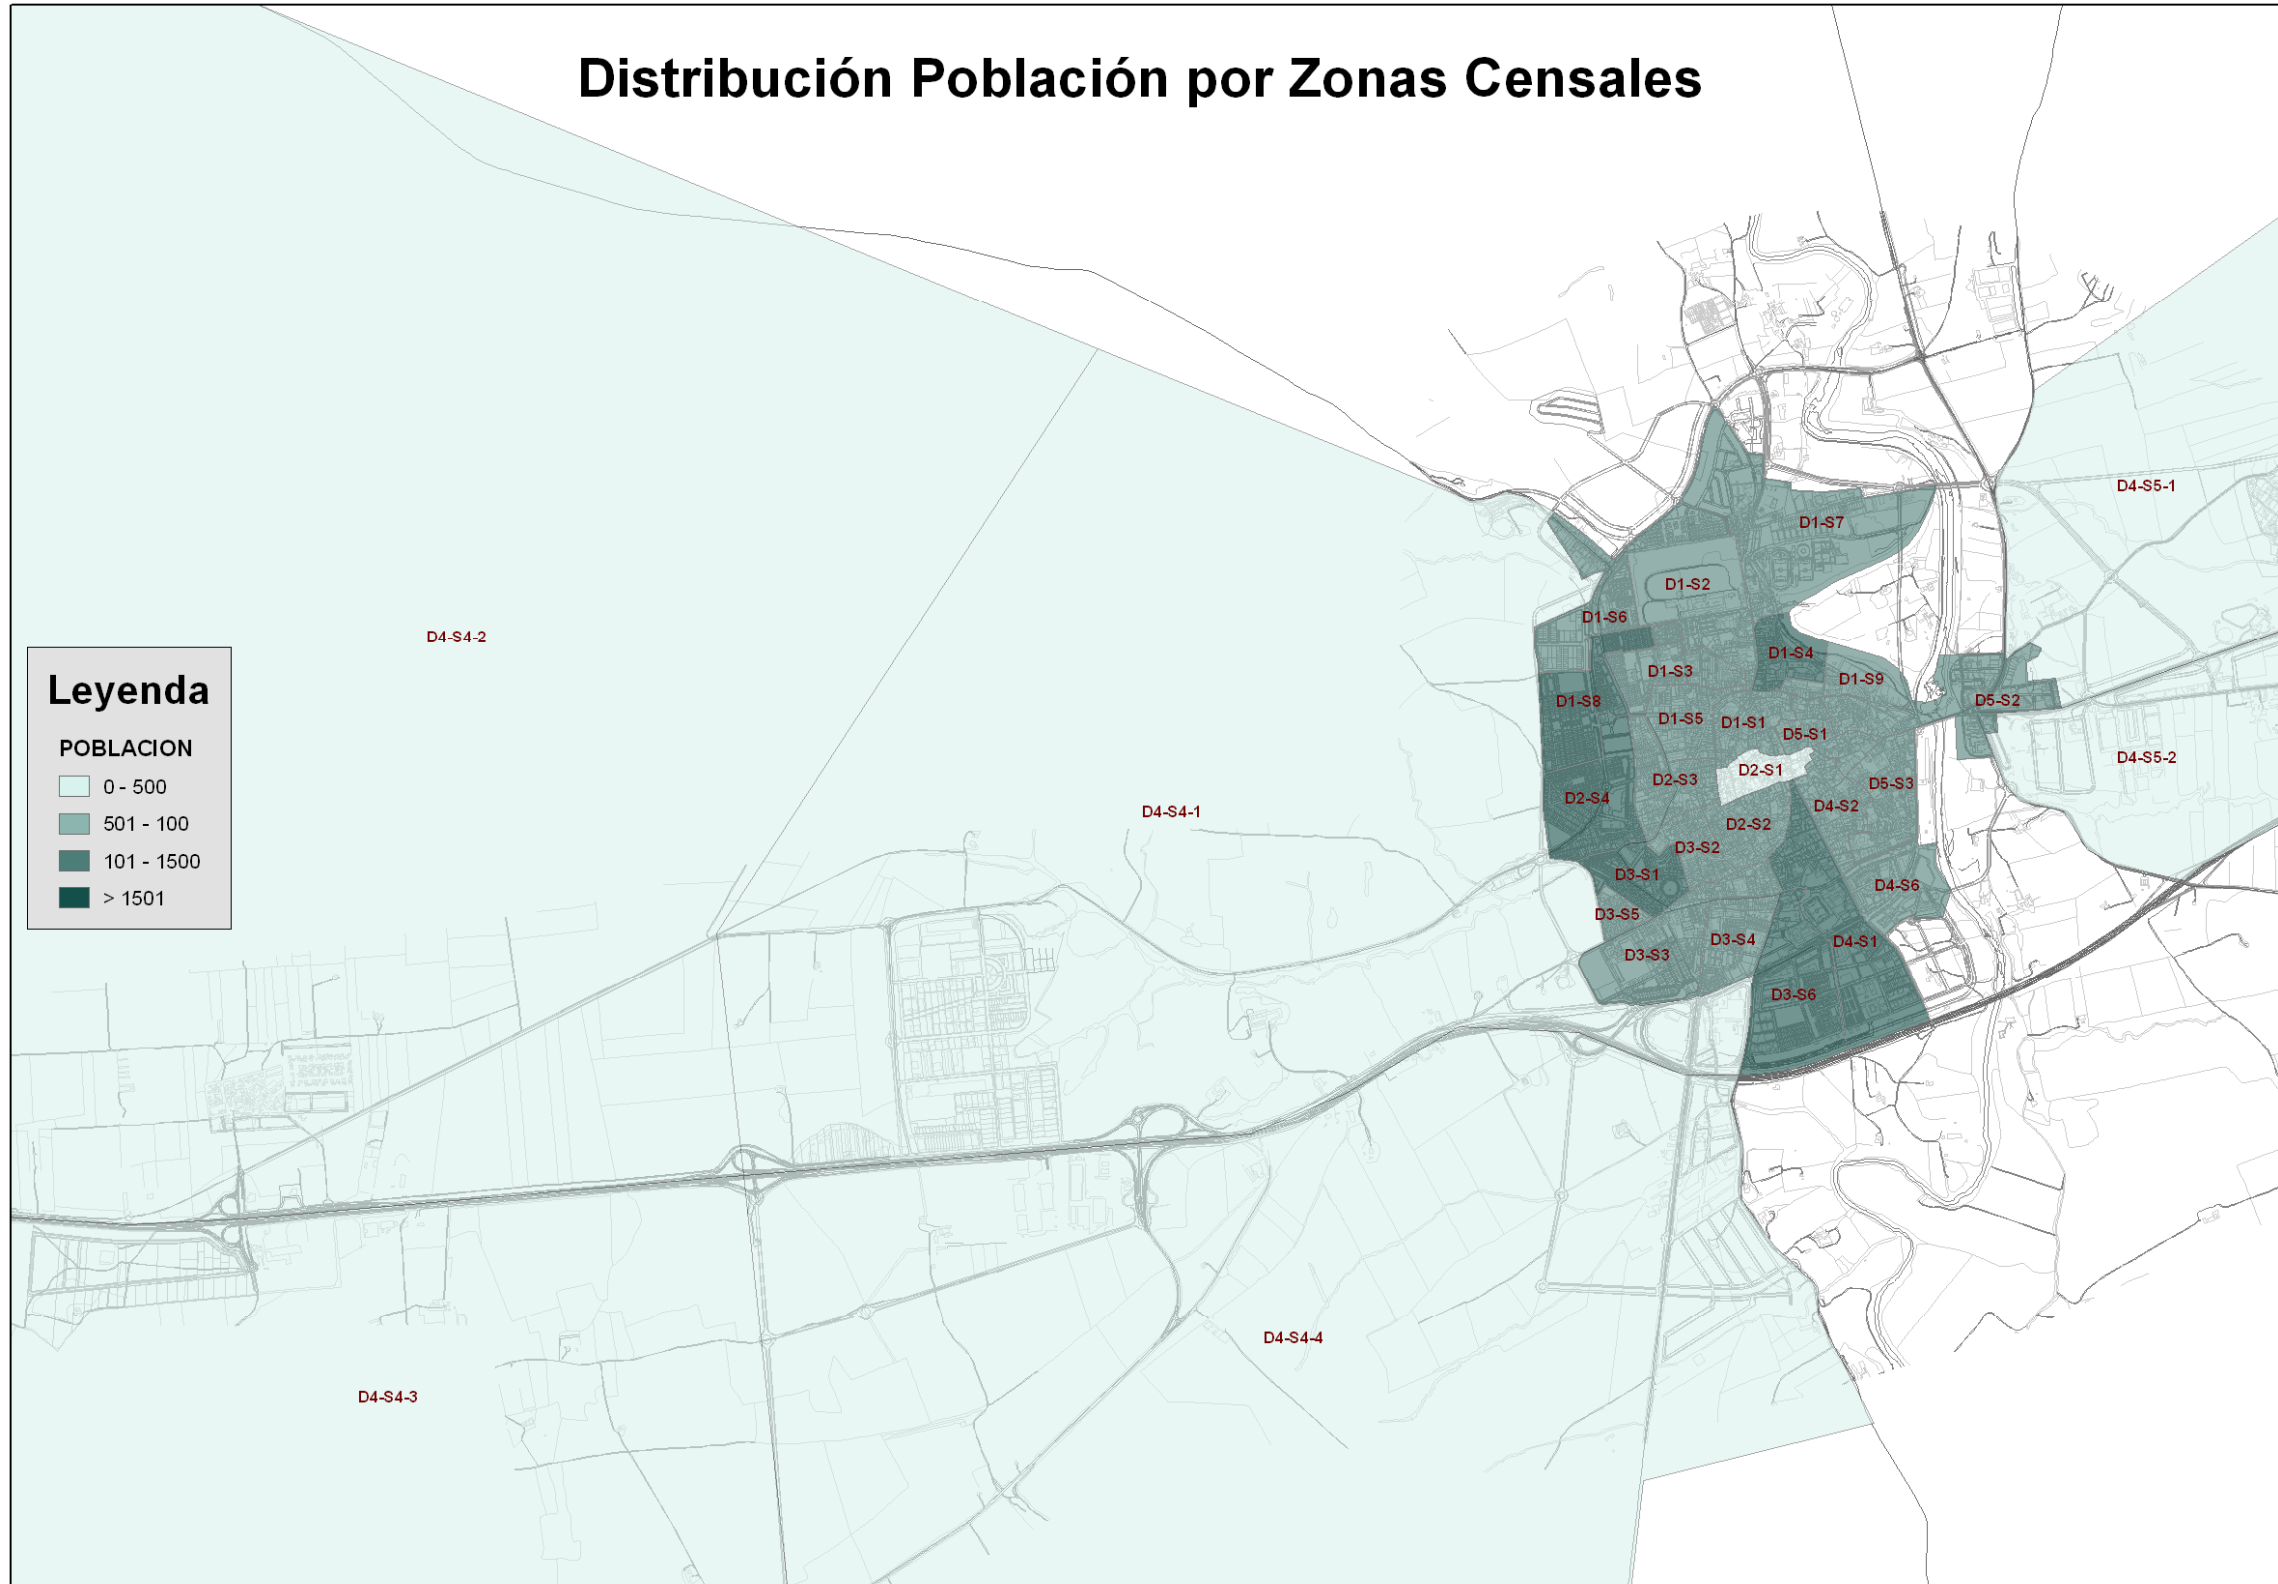 Distribución Población por Zonas Censales
D4-S5-1
D1-S7
D1-S2
D1-S6
D4-S4-2
D1-S4
D1-S3
D1-S9
D1-S8
D5-S2
D1-S5
D1-S1
D5-S1
D4-S5-2
D2-S1
D2-S3
D5-S3
D2-S4
D4-S2
D4-S4-1
D2-S2
D3-S2
D3-S1
D4-S6
D3-S5
D3-S4
D4-S1
D3-S3
D3-S6
D4-S4-4
D4-S4-3
Leyenda
POBLACION
0 - 500
501 - 100
101 - 1500
> 1501